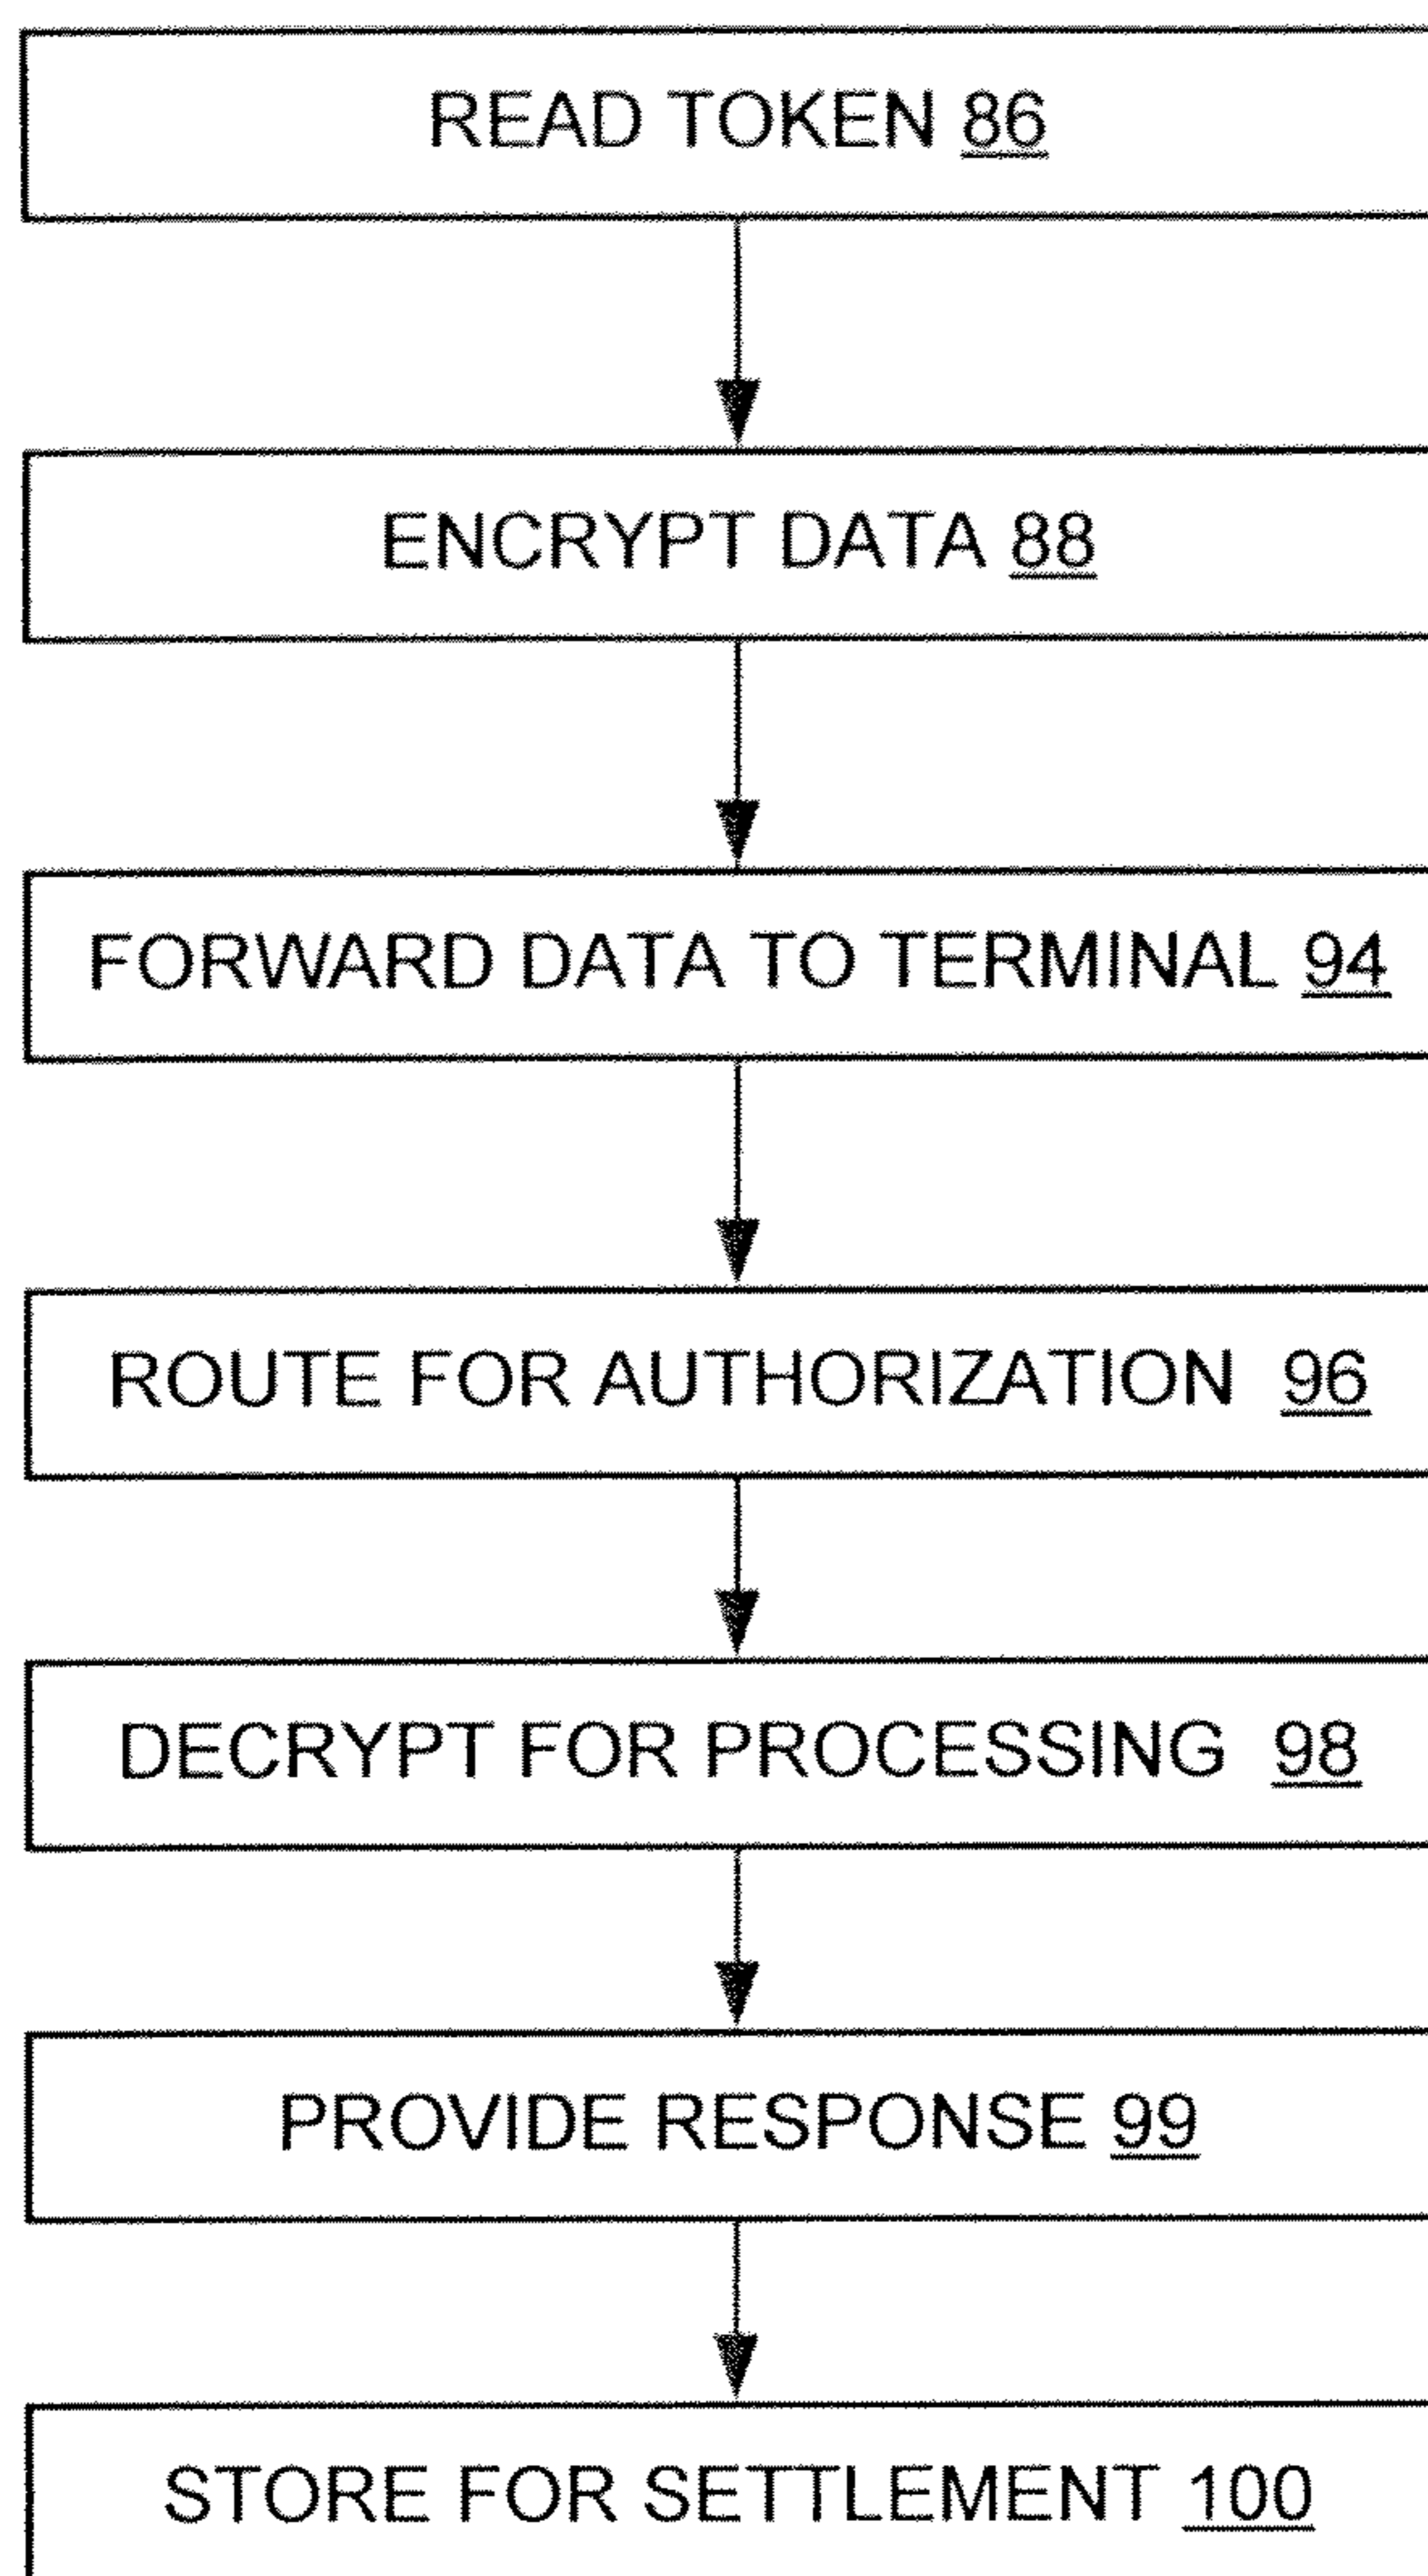 READ TOKEN 86
ENCRYPT DATA 88
FORWARD DATA TO TERMINAL 94
ROUTE FOR AUTHORIZATION 96
DECRYPT FOR PROCESSING 98
PROVIDE RESPONSE 99
STORE FOR SETTLEMENT 100